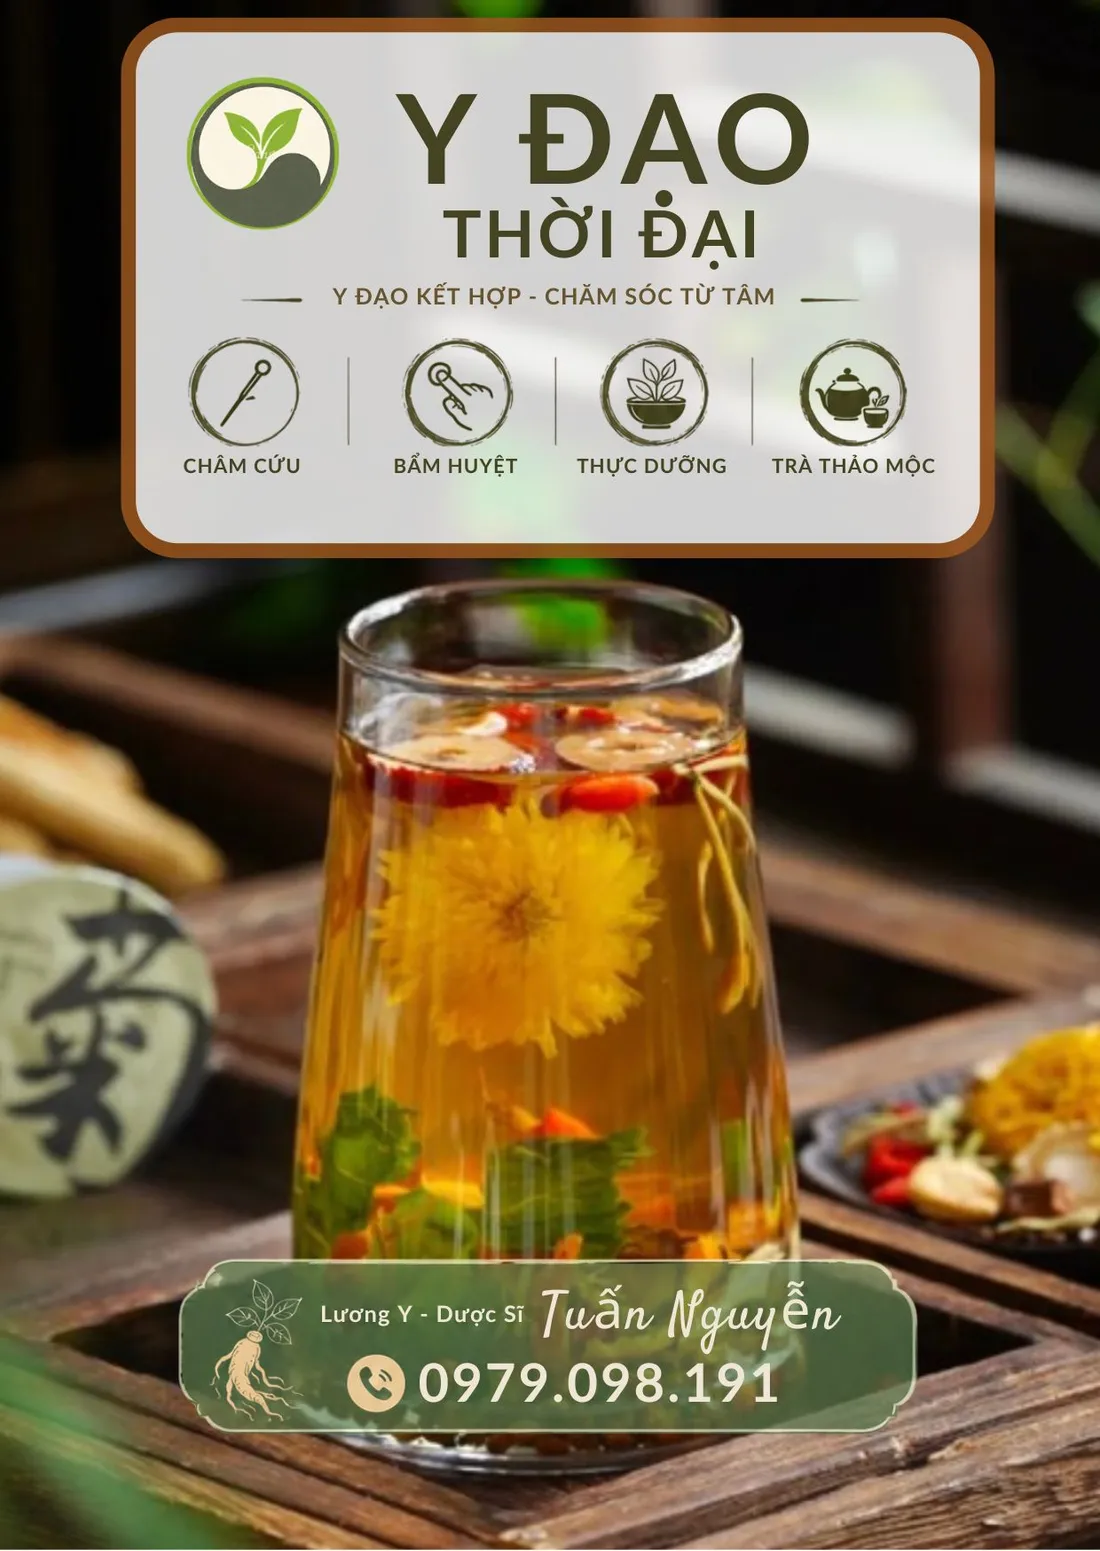 Y ĐẠO
THỜI ĐẠI
Y ĐẠO KẾT HỢP - CHĂM SÓC TỪ TÂM
CHÂM CỨU
BẤM HUYỆT
THỰC DƯỠNG
TRÀ THẢO MỘC
Lương Y - Dược Sĩ Tuấn Nguyễn
0979.098.191